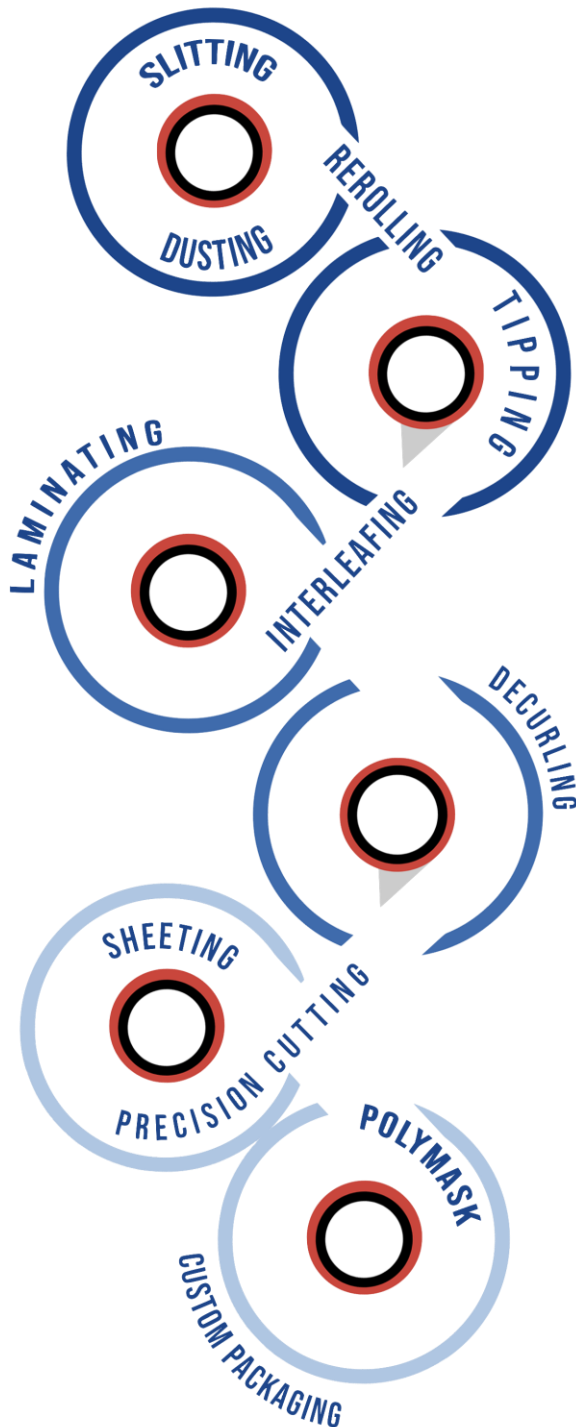 SLITTING
DUSTING
REROLLING
TIPPING
LAMINATING
INTERLEAFING
DECURLING
SHEETING
PRECISION CUTTING
POLYMASK
CUSTOM PACKAGING